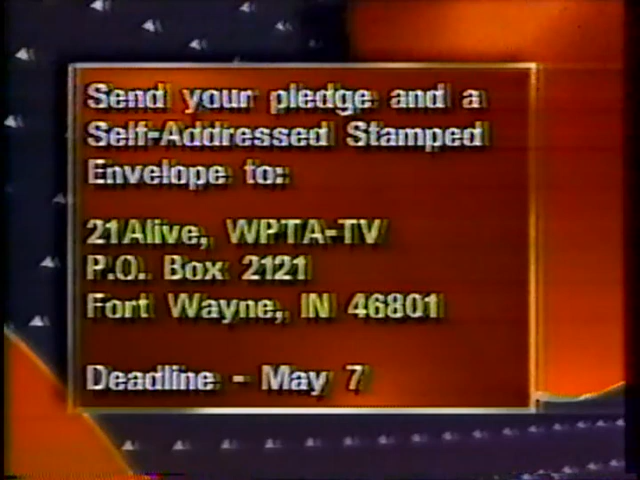 Send your pledge and a
Self-Addressed Stamped
Envelope to:
21Alive, WPTA-TV
P.O. Box 2121
Fort Wayne, IN 46801
Deadline - May 7